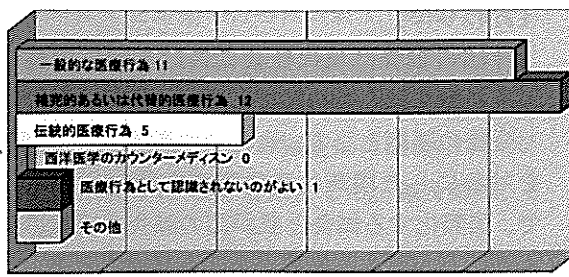 一般的な医療行為 11
補完的あるいは代替的医療行為 12
伝統的医療行為 5
西洋医学のカウンターメディスン 0
医療行為として認識されないのがよい 1
その他